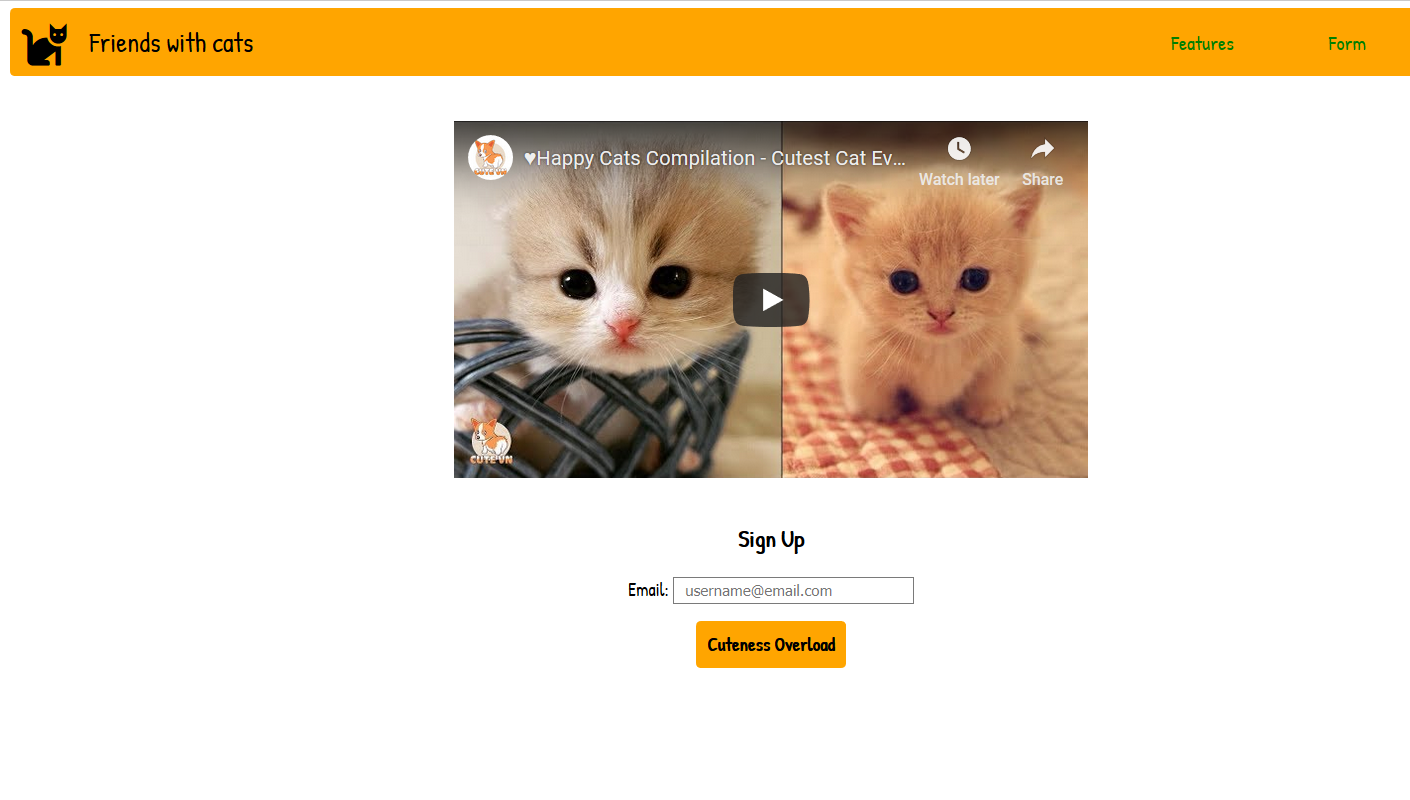 Friends with cats
Features
Form
♥Happy Cats Compilation - Cutest Cat Ev...
Watch later
Share
CUTE VN
CUTE VN
Sign Up
Email: username@email.com
Cuteness Overload